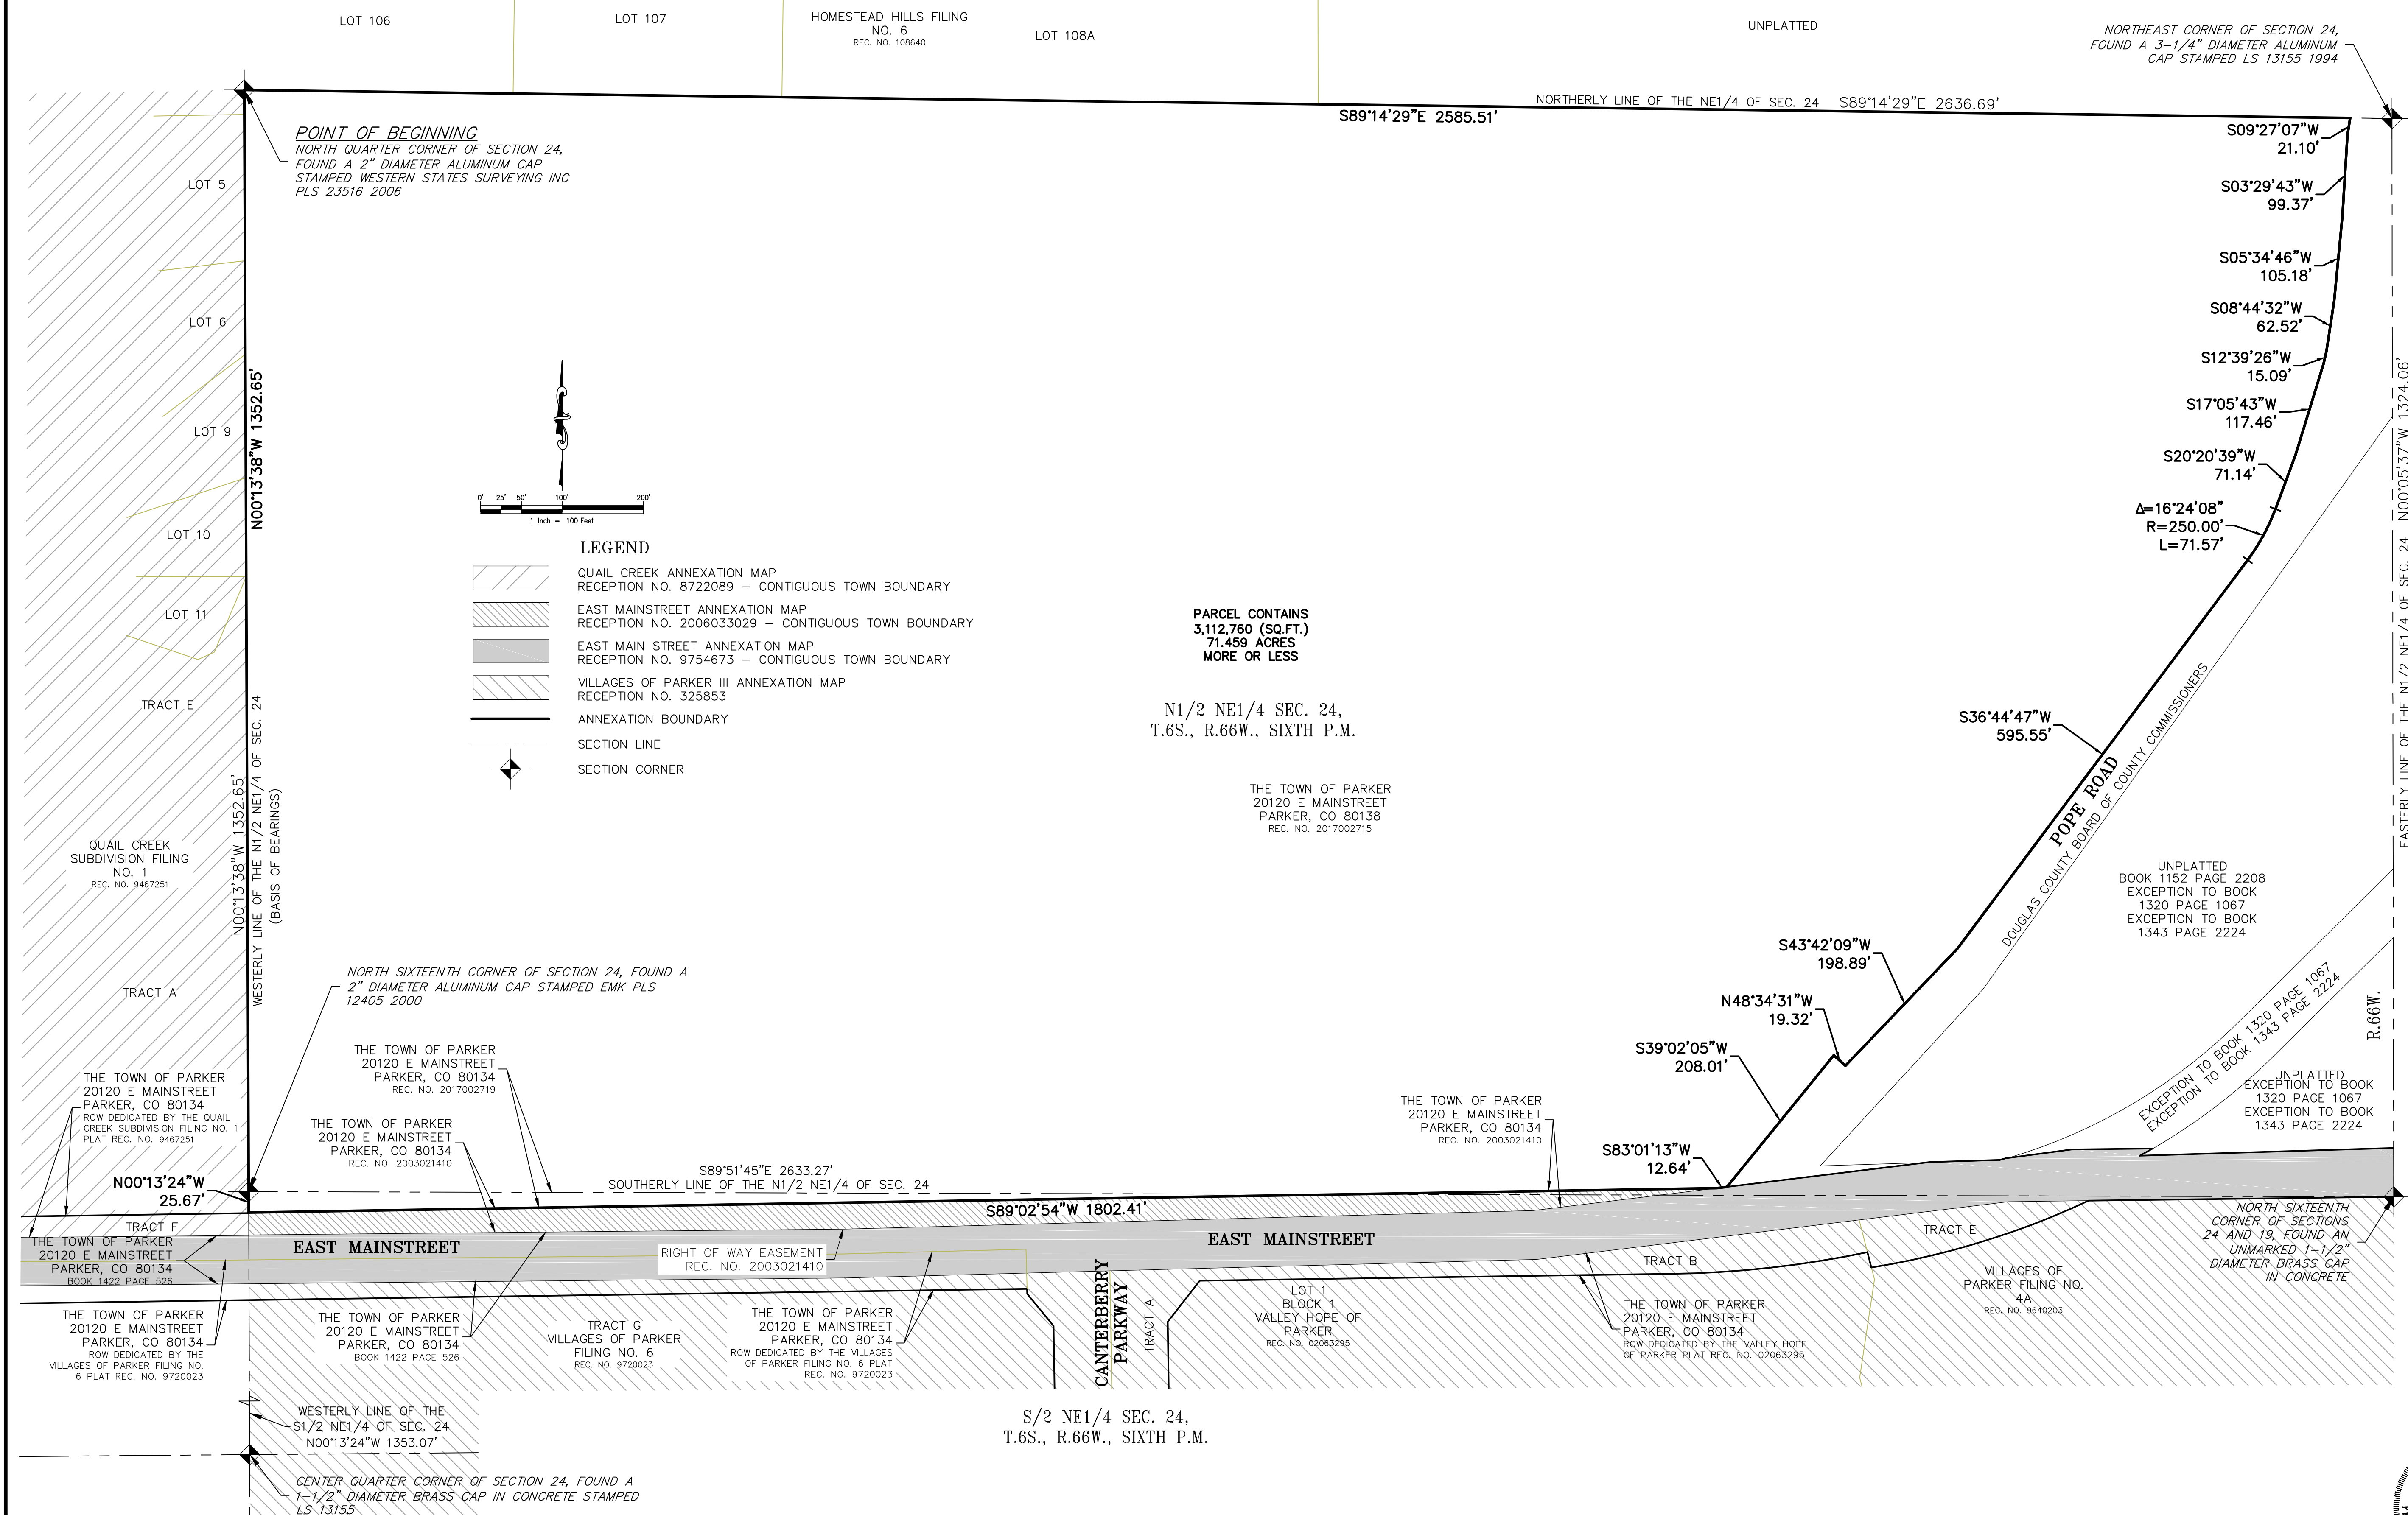 LOT 106
LOT 107
HOMESTEAD HILLS FILING
NO. 6
REC. NO. 108640
LOT 108A
UNPLATTED
NORTHEAST CORNER OF SECTION 24,
FOUND A 3-1/4" DIAMETER ALUMINUM
CAP STAMPED LS 13155 1994
NORTHERLY LINE OF THE NE1/4 OF SEC. 24 S89°14'29"E 2636.69'
S89°14'29"E 2585.51'
POINT OF BEGINNING
NORTH QUARTER CORNER OF SECTION 24,
FOUND A 2" DIAMETER ALUMINUM CAP
STAMPED WESTERN STATES SURVEYING INC
PLS 23516 2006
S09°27'07"W
21.10'
S03°29'43"W
99.37'
S05°34'46"W
105.18'
S08°44'32"W
62.52'
S12°39'26"W
15.09'
S17°05'43"W
117.46'
S20°20'39"W
71.14'
Δ=16°24'08"
R=250.00'
L=71.57'
EASTERLY LINE OF THE N1/2 NE1/4 OF SEC. 24 N00°05'37"W 1324.06'
LOT 5
LOT 6
LOT 9
LOT 10
LOT 11
TRACT E
N00°13'38"W 1352.65'
0' 25' 50' 100' 200'
1 Inch = 100 Feet
LEGEND
QUAIL CREEK ANNEXATION MAP
RECEPTION NO. 8722089 – CONTIGUOUS TOWN BOUNDARY
EAST MAINSTREET ANNEXATION MAP
RECEPTION NO. 2006033029 – CONTIGUOUS TOWN BOUNDARY
EAST MAIN STREET ANNEXATION MAP
RECEPTION NO. 9754673 – CONTIGUOUS TOWN BOUNDARY
VILLAGES OF PARKER III ANNEXATION MAP
RECEPTION NO. 325853
ANNEXATION BOUNDARY
SECTION LINE
SECTION CORNER
PARCEL CONTAINS
3,112,760 (SQ.FT.)
71.459 ACRES
MORE OR LESS
N1/2 NE1/4 SEC. 24,
T.6S., R.66W., SIXTH P.M.
THE TOWN OF PARKER
20120 E MAINSTREET
PARKER, CO 80138
REC. NO. 2017002715
S36°44'47"W
595.55'
POPE ROAD
DOUGLAS COUNTY BOARD OF COUNTY COMMISSIONERS
UNPLATTED
BOOK 1152 PAGE 2208
EXCEPTION TO BOOK
1320 PAGE 1067
EXCEPTION TO BOOK
1343 PAGE 2224
QUAIL CREEK
SUBDIVISION FILING
NO. 1
REC. NO. 9467251
N00°13'38"W 1352.65'
WESTERLY LINE OF THE N1/2 NE1/4 OF SEC. 24
(BASIS OF BEARINGS)
TRACT A
NORTH SIXTEENTH CORNER OF SECTION 24, FOUND A
2" DIAMETER ALUMINUM CAP STAMPED EMK PLS
12405 2000
S43°42'09"W
198.89'
N48°34'31"W
19.32'
S39°02'05"W
208.01'
S83°01'13"W
12.64'
EXCEPTION TO BOOK 1320 PAGE 1067
EXCEPTION TO BOOK 1343 PAGE 2224
R.66W.
UNPLATTED
EXCEPTION TO BOOK
1320 PAGE 1067
EXCEPTION TO BOOK
1343 PAGE 2224
THE TOWN OF PARKER
20120 E MAINSTREET
PARKER, CO 80134
ROW DEDICATED BY THE QUAIL
CREEK SUBDIVISION FILING NO. 1
PLAT REC. NO. 9467251
THE TOWN OF PARKER
20120 E MAINSTREET
PARKER, CO 80134
REC. NO. 2017002719
THE TOWN OF PARKER
20120 E MAINSTREET
PARKER, CO 80134
REC. NO. 2003021410
THE TOWN OF PARKER
20120 E MAINSTREET
PARKER, CO 80134
REC. NO. 2003021410
N00°13'24"W
25.67'
S89°51'45"E 2633.27'
SOUTHERLY LINE OF THE N1/2 NE1/4 OF SEC. 24
S89°02'54"W 1802.41'
TRACT F
THE TOWN OF PARKER
20120 E MAINSTREET
PARKER, CO 80134
BOOK 1422 PAGE 526
EAST MAINSTREET
RIGHT OF WAY EASEMENT
REC. NO. 2003021410
EAST MAINSTREET
TRACT B
TRACT E
NORTH SIXTEENTH
CORNER OF SECTIONS
24 AND 19, FOUND AN
UNMARKED 1-1/2"
DIAMETER BRASS CAP
IN CONCRETE
THE TOWN OF PARKER
20120 E MAINSTREET
PARKER, CO 80134
ROW DEDICATED BY THE
VILLAGES OF PARKER FILING NO.
6 PLAT REC. NO. 9720023
THE TOWN OF PARKER
20120 E MAINSTREET
PARKER, CO 80134
BOOK 1422 PAGE 526
TRACT G
VILLAGES OF PARKER
FILING NO. 6
REC. NO. 9720023
THE TOWN OF PARKER
20120 E MAINSTREET
PARKER, CO 80134
ROW DEDICATED BY THE VILLAGES
OF PARKER FILING NO. 6 PLAT
REC. NO. 9720023
CANTERBERRY
PARKWAY
TRACT A
LOT 1
BLOCK 1
VALLEY HOPE OF
PARKER
REC. NO. 02063295
THE TOWN OF PARKER
20120 E MAINSTREET
PARKER, CO 80134
ROW DEDICATED BY THE VALLEY HOPE
OF PARKER PLAT REC. NO. 02063295
VILLAGES OF
PARKER FILING NO.
4A
REC. NO. 9640203
WESTERLY LINE OF THE
S1/2 NE1/4 OF SEC. 24
N00°13'24"W 1353.07'
S/2 NE1/4 SEC. 24,
T.6S., R.66W., SIXTH P.M.
CENTER QUARTER CORNER OF SECTION 24, FOUND A
1-1/2" DIAMETER BRASS CAP IN CONCRETE STAMPED
LS 13155